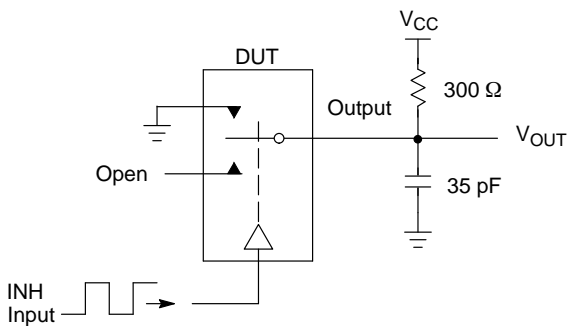 V_CC
DUT
300 Ω
Output
V_OUT
Open
35 pF
INH
Input